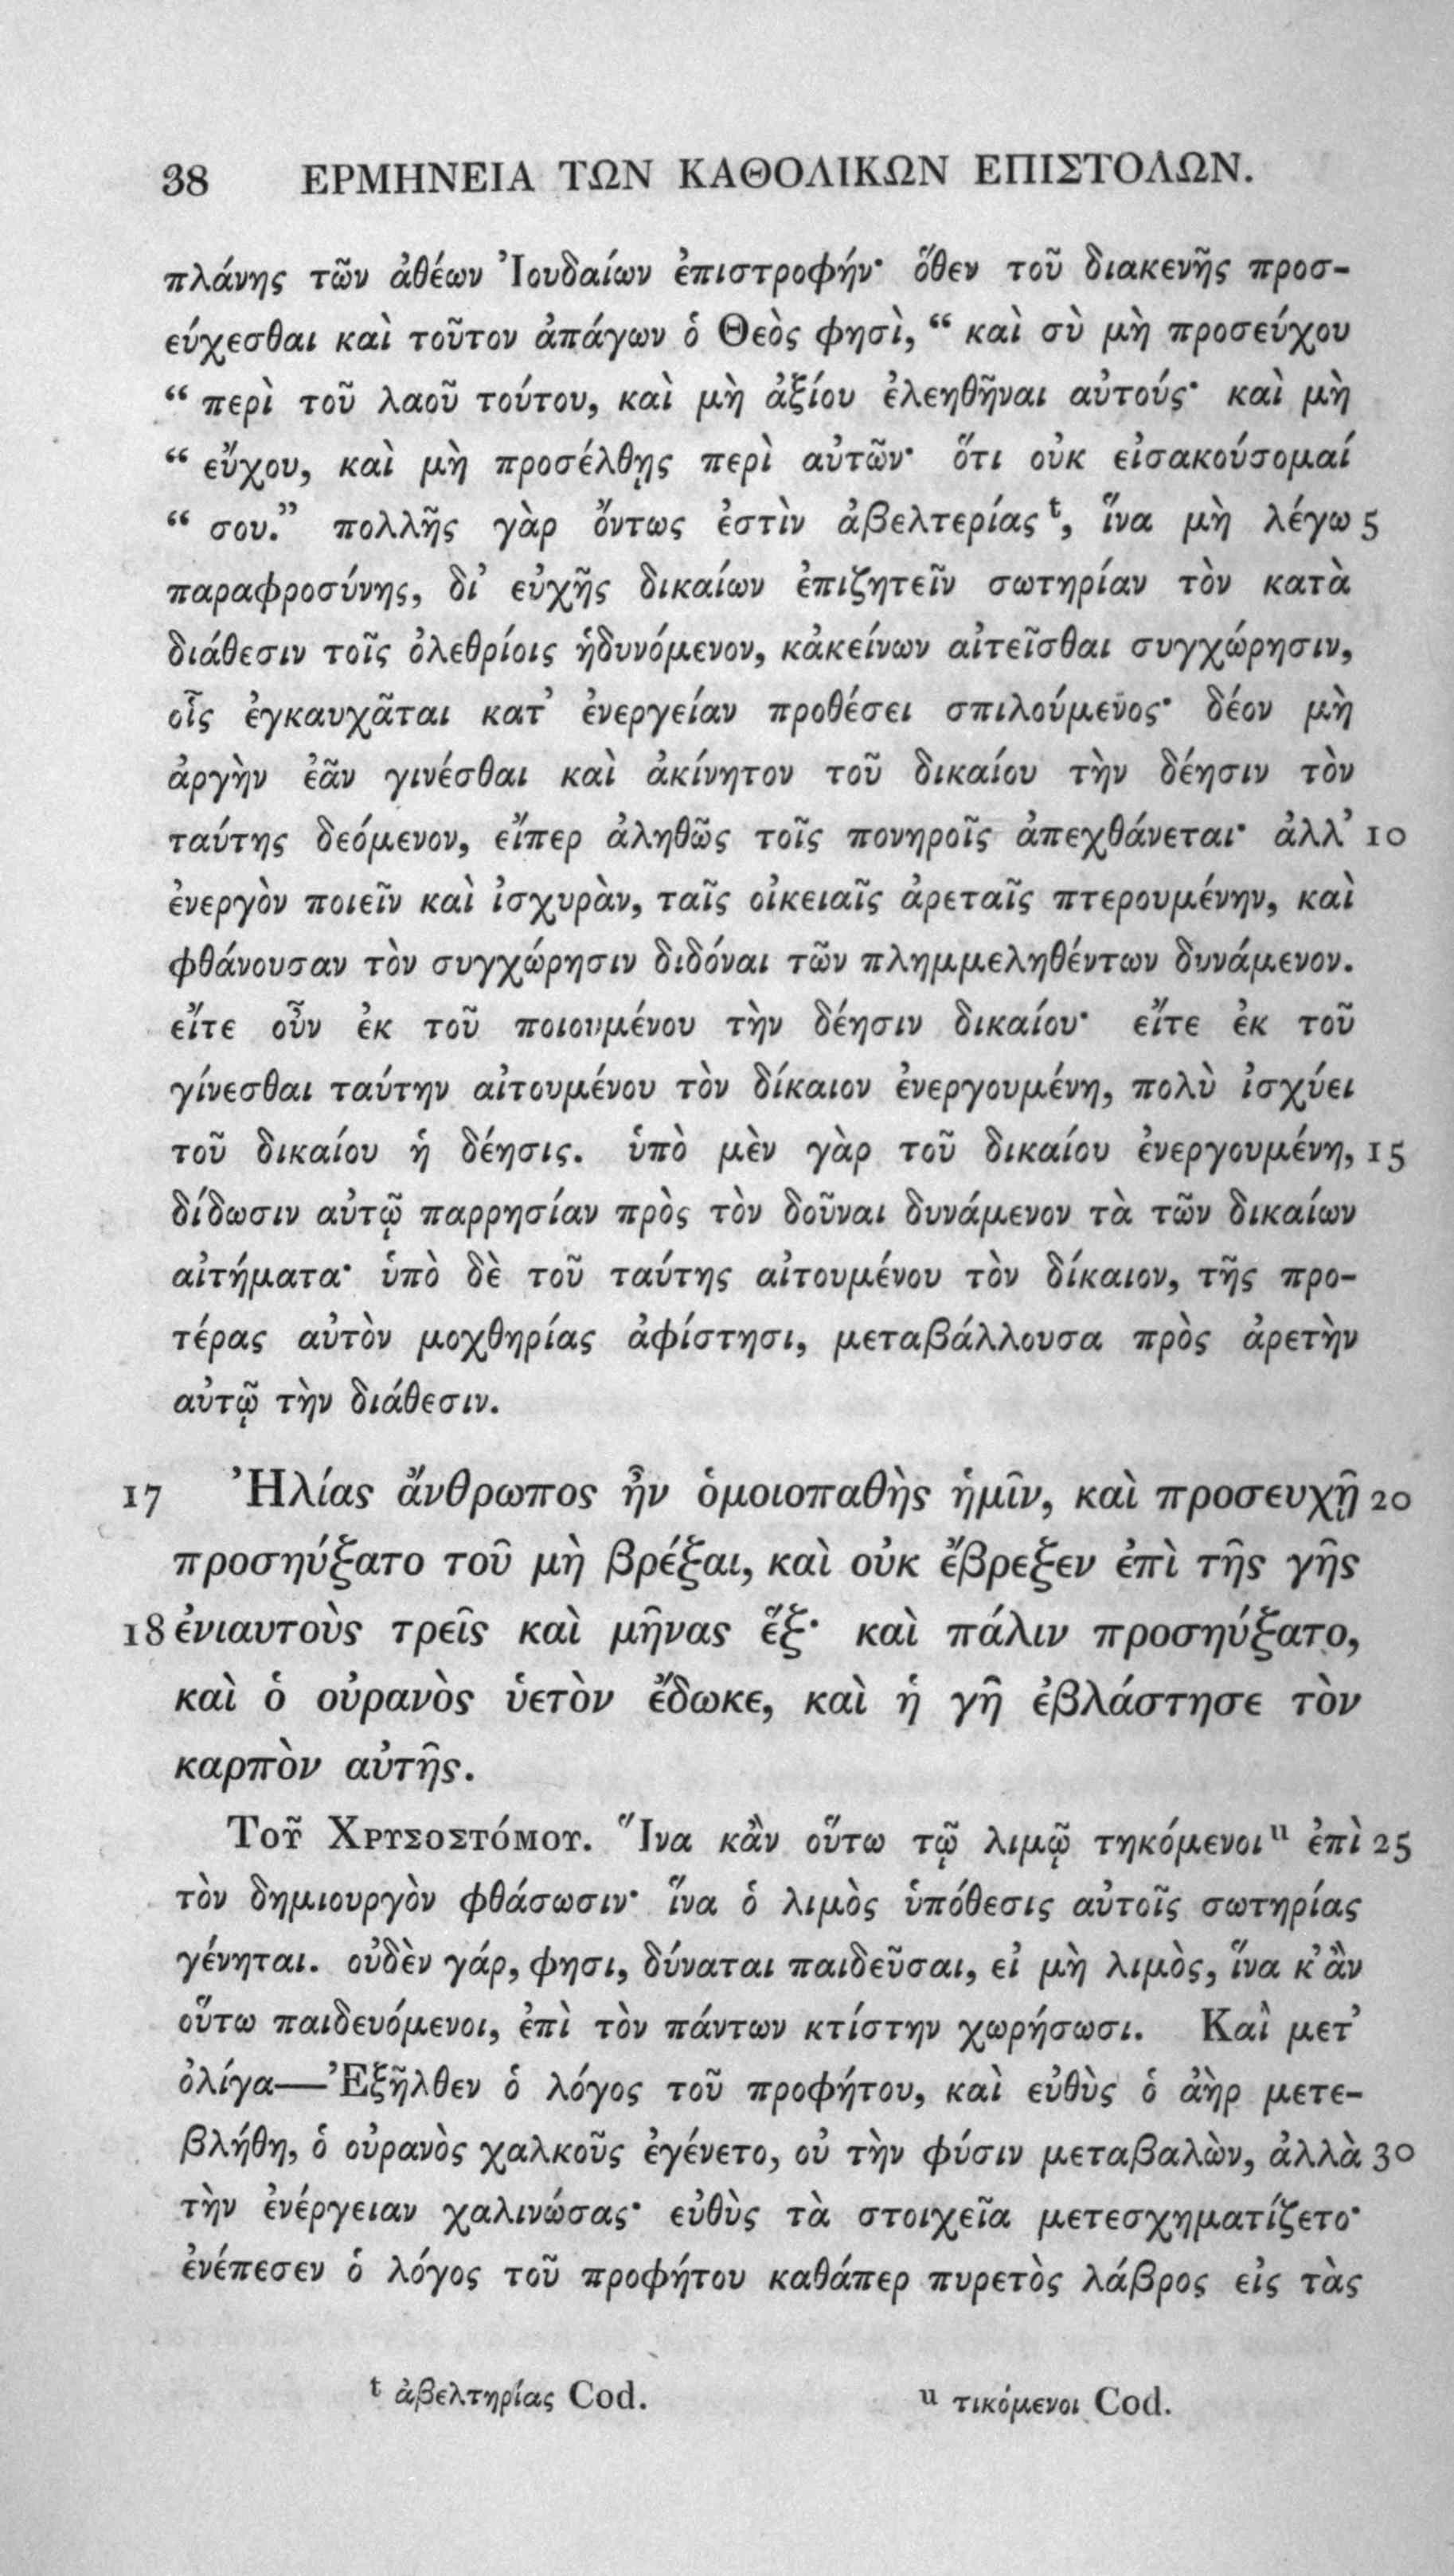 38 ΕΡΜΗΝΕΙΑ ΤΩΝ ΚΑΘΟΛΙΚΩΝ ΕΠΙΣΤΟΛΩΝ.
πλάνης τῶν ἀθέων Ἰουδαίων ἐπιστροφήν· ὅθεν τοῦ διακενῆς προσ-
εύχεσθαι καὶ τοῦτον ἀπάγων ὁ Θεὸς φησὶ, “ καὶ σὺ μὴ προσεύχου
“ περὶ τοῦ λαοῦ τούτου, καὶ μὴ ἀξίου ἐλεηθῆναι αὐτούς· καὶ μὴ
“ εὔχου, καὶ μὴ προσέλθῃς περὶ αὐτῶν· ὅτι οὐκ εἰσακούσομαί
“ σου.” πολλῆς γὰρ ὄντως ἐστὶν ἀβελτερίας t, ἵνα μὴ λέγω 5
παραφροσύνης, δι’ εὐχῆς δικαίων ἐπιζητεῖν σωτηρίαν τὸν κατὰ
διάθεσιν τοῖς ὀλεθρίοις ἡδυνόμενον, κἀκείνων αἰτεῖσθαι συγχώρησιν,
οἷς ἐγκαυχᾶται κατ’ ἐνεργείαν προθέσει σπιλούμενος· δέον μὴ
ἀργὴν ἐᾶν γινέσθαι καὶ ἀκίνητον τοῦ δικαίου τὴν δέησιν τὸν
ταύτης δεόμενον, εἴπερ ἀληθῶς τοῖς πονηροῖς ἀπεχθάνεται· ἀλλ’ 10
ἐνεργὸν ποιεῖν καὶ ἰσχυρὰν, ταῖς οἰκειαῖς ἀρεταῖς πτερουμένην, καὶ
φθάνουσαν τὸν συγχώρησιν διδόναι τῶν πλημμεληθέντων δυνάμενον.
εἴτε οὖν ἐκ τοῦ ποιουμένου τὴν δέησιν δικαίου· εἴτε ἐκ τοῦ
γίνεσθαι ταύτην αἰτουμένου τὸν δίκαιον ἐνεργουμένη, πολὺ ἰσχύει
τοῦ δικαίου ἡ δέησις. ὑπὸ μὲν γὰρ τοῦ δικαίου ἐνεργουμένη, 15
δίδωσιν αὐτῷ παρρησίαν πρὸς τὸν δοῦναι δυνάμενον τὰ τῶν δικαίων
αἰτήματα· ὑπὸ δὲ τοῦ ταύτης αἰτουμένου τὸν δίκαιον, τῆς προ-
τέρας αὐτὸν μοχθηρίας ἀφίστησι, μεταβάλλουσα πρὸς ἀρετὴν
αὐτῷ τὴν διάθεσιν.
17 Ἠλίας ἄνθρωπος ἦν ὁμοιοπαθὴς ἡμῖν, καὶ προσευχῇ 20
προσηύξατο τοῦ μὴ βρέξαι, καὶ οὐκ ἔβρεξεν ἐπὶ τῆς γῆς
18 ἐνιαυτοὺς τρεῖς καὶ μῆνας ἕξ· καὶ πάλιν προσηύξατο,
καὶ ὁ οὐρανὸς ὑετὸν ἔδωκε, καὶ ἡ γῆ ἐβλάστησε τὸν
καρπὸν αὐτῆς.
Τοῦ Χρυσοστόμου. Ἵνα κἂν οὕτω τῷ λιμῷ τηκόμενοι u ἐπὶ 25
τὸν δημιουργὸν φθάσωσιν· ἵνα ὁ λιμὸς ὑπόθεσις αὐτοῖς σωτηρίας
γένηται. οὐδὲν γάρ, φησι, δύναται παιδεῦσαι, εἰ μὴ λιμὸς, ἵνα κ’ἂν
οὕτω παιδευόμενοι, ἐπὶ τὸν πάντων κτίστην χωρήσωσι. Καὶ μετ’
ὀλίγα—Ἐξῆλθεν ὁ λόγος τοῦ προφήτου, καὶ εὐθὺς ὁ ἀὴρ μετε-
βλήθη, ὁ οὐρανὸς χαλκοῦς ἐγένετο, οὐ τὴν φύσιν μεταβαλὼν, ἀλλὰ 30
τὴν ἐνέργειαν χαλινώσας· εὐθὺς τὰ στοιχεῖα μετεσχηματίζετο·
ἐνέπεσεν ὁ λόγος τοῦ προφήτου καθάπερ πυρετὸς λάβρος εἰς τὰς
t ἀβελτηρίας Cod. u τικόμενοι Cod.